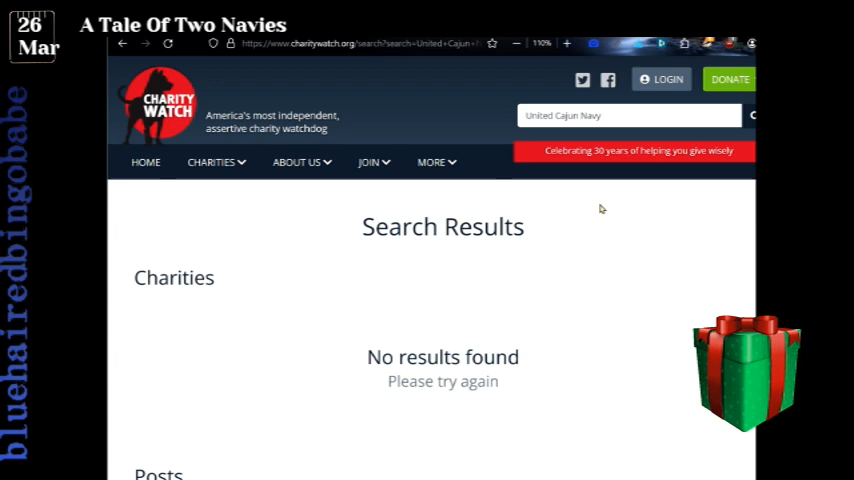 26
Mar
A Tale Of Two Navies
bluehairedbingobabe
https://www.charitywatch.org/search?search=United+Cajun+
110%
CHARITY
WATCH
America's most independent,
assertive charity watchdog
LOGIN
DONATE
United Cajun Navy
Celebrating 30 years of helping you give wisely
HOME
CHARITIES
ABOUT US
JOIN
MORE
Search Results
Charities
No results found
Please try again
Posts